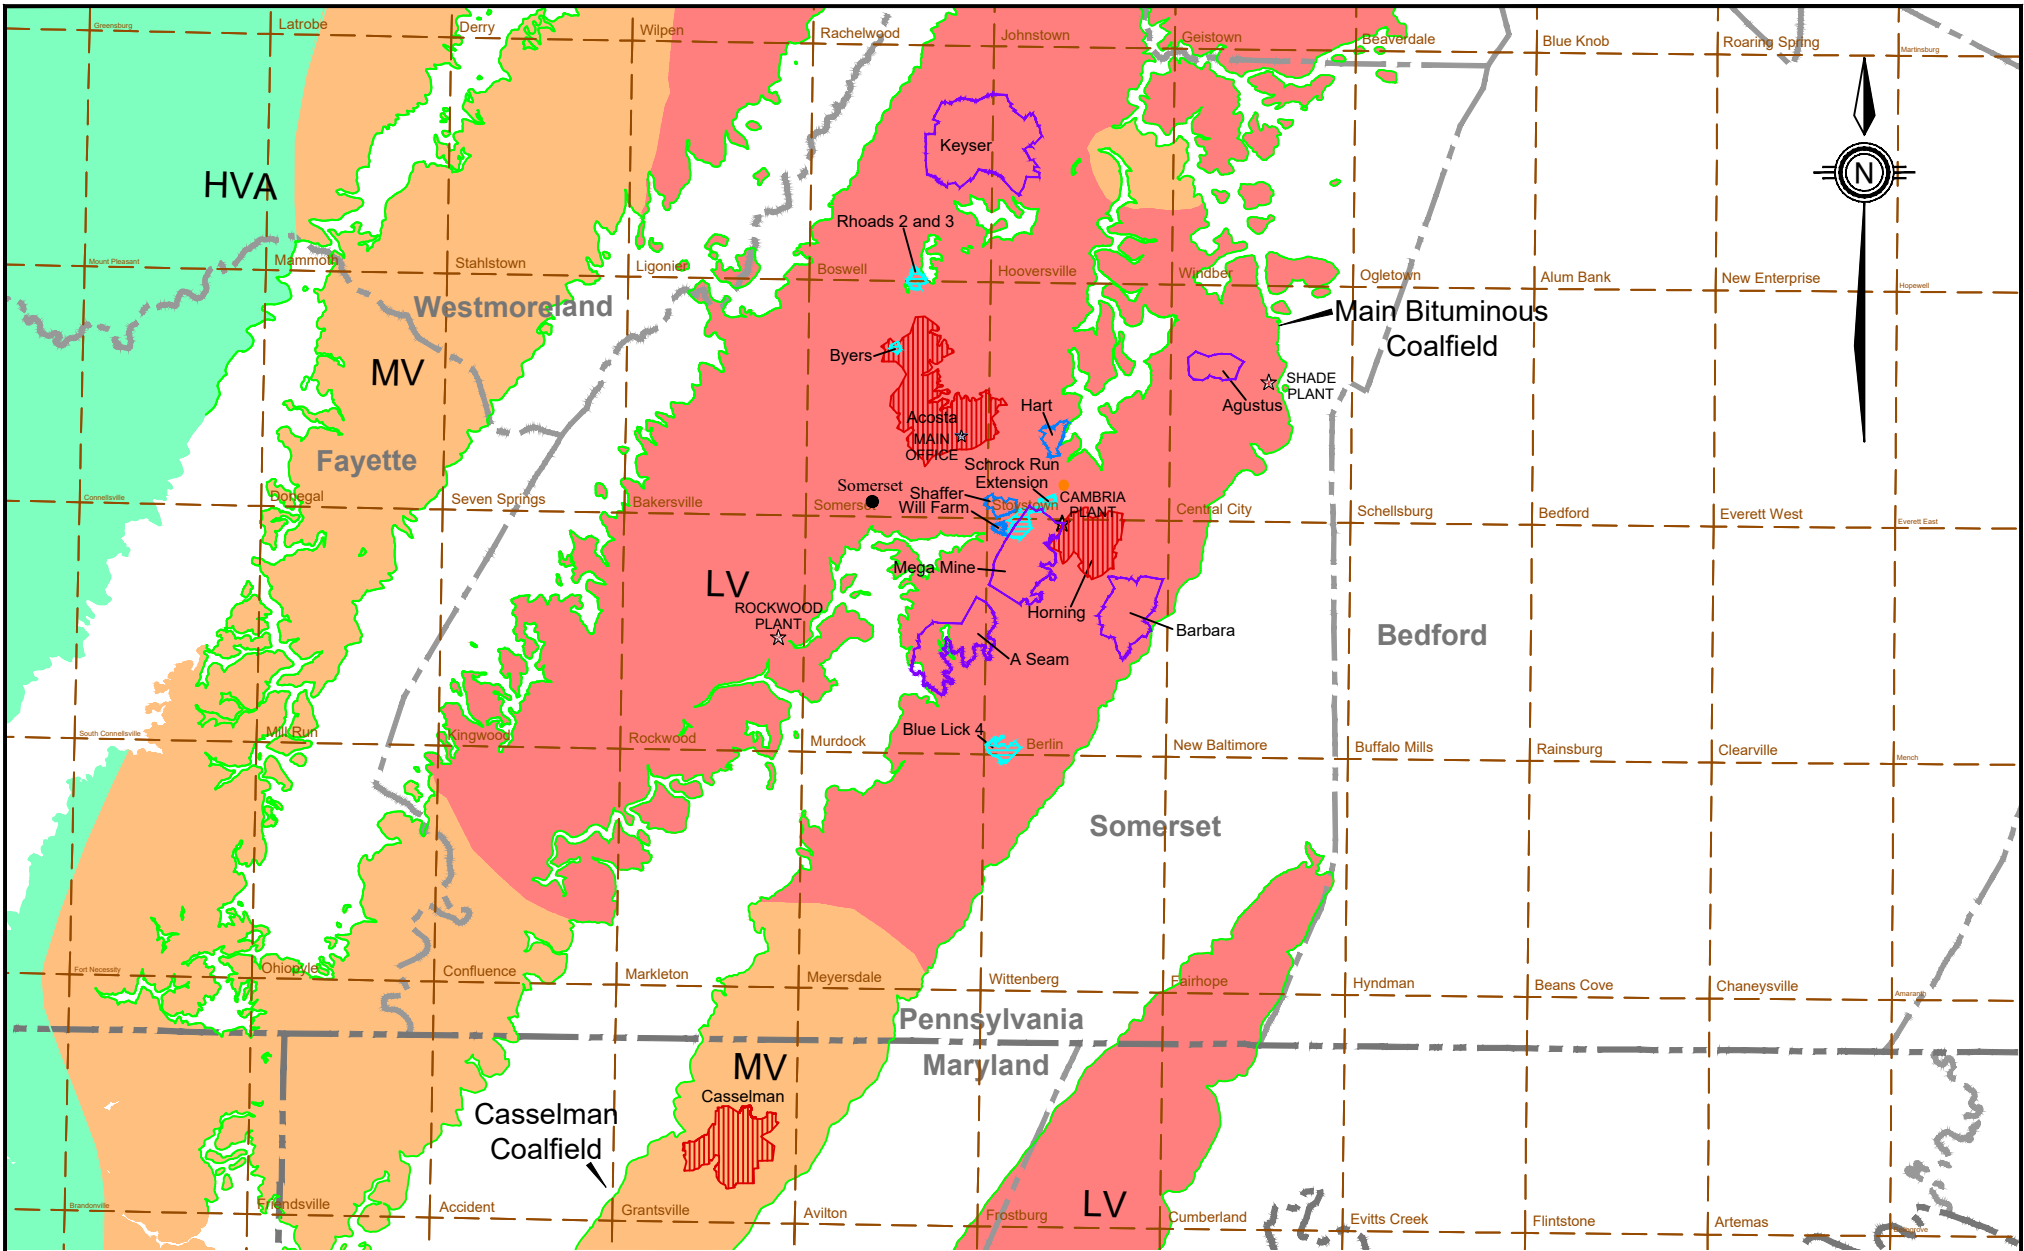 Greensburg
Latrobe
Derry
Wilpen
Rachelwood
Johnstown
Geistown
Beaverdale
Blue Knob
Roaring Spring
Martinsburg
Keyser
HVA
N
Rhoads 2 and 3
Mount Pleasant
Mammoth
Stahlstown
Ligonier
Boswell
Hooversville
Windber
Ogletown
Alum Bank
New Enterprise
Hopewell
Westmoreland
Main Bituminous
Coalfield
MV
Byers
SHADE
PLANT
Agustus
Hart
Acosta
MAIN
OFFICE
Fayette
Schrock Run
Extension
Somerset
Shaffer
Will Farm
CAMBRIA
PLANT
Connellsville
Donegal
Seven Springs
Bakersville
Somerset
Stoystown
Central City
Schellsburg
Bedford
Everett West
Everett East
Mega Mine
LV
ROCKWOOD
PLANT
Horning
Barbara
Bedford
A Seam
South Connellsville
Mill Run
Kingwood
Rockwood
Murdock
Blue Lick 4
Berlin
New Baltimore
Buffalo Mills
Rainsburg
Clearville
Mench
Somerset
Fort Necessity
Ohiopyle
Confluence
Markleton
Meyersdale
Wittenberg
Fairhope
Hyndman
Beans Cove
Chaneysville
Amaranth
Pennsylvania
Maryland
MV
Casselman
Casselman
Coalfield
LV
Brandonville
Friendsville
Accident
Grantsville
Avilton
Frostburg
Cumberland
Evitts Creek
Flintstone
Artemas